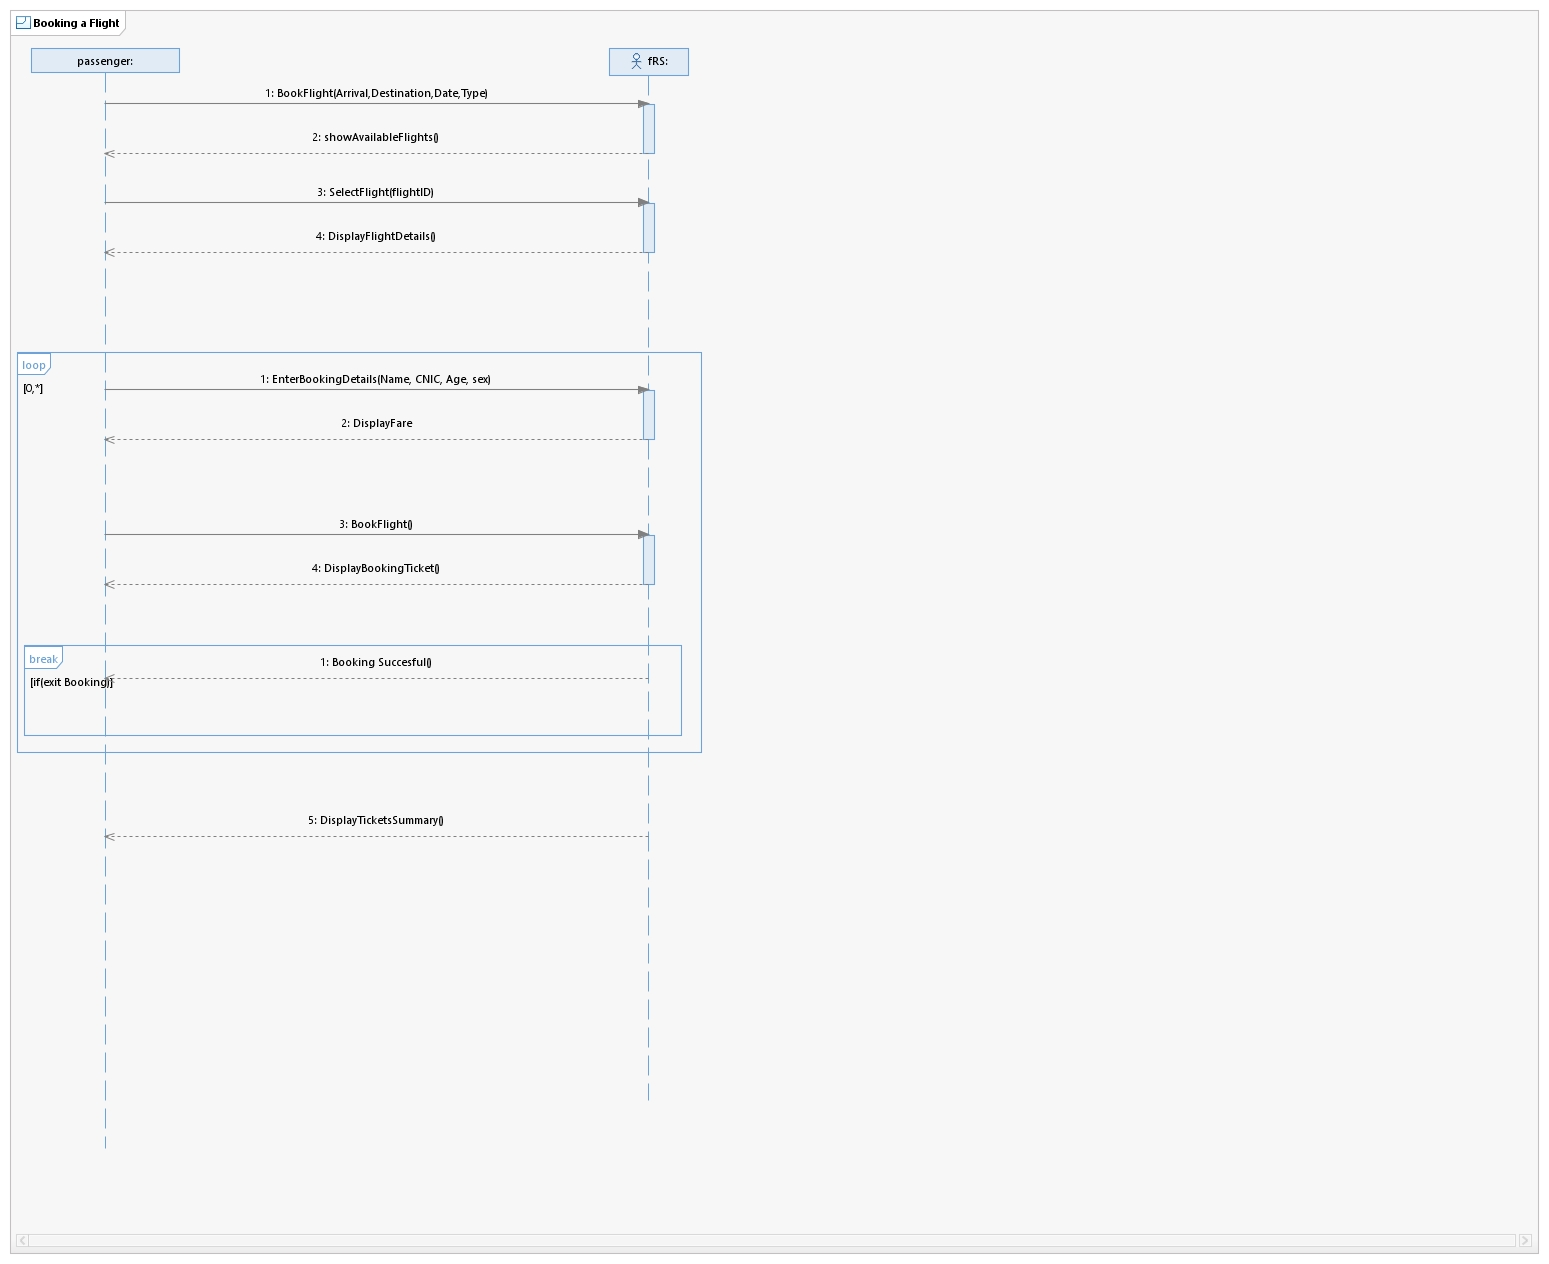 Booking a Flight
passenger:
fRS:
1: BookFlight(Arrival,Destination,Date,Type)
2: showAvailableFlights()
3: SelectFlight(flightID)
4: DisplayFlightDetails()
loop
[0,*]
1: EnterBookingDetails(Name, CNIC, Age, sex)
2: DisplayFare
3: BookFlight()
4: DisplayBookingTicket()
break
1: Booking Succesful()
[if(exit Booking)]
5: DisplayTicketsSummary()